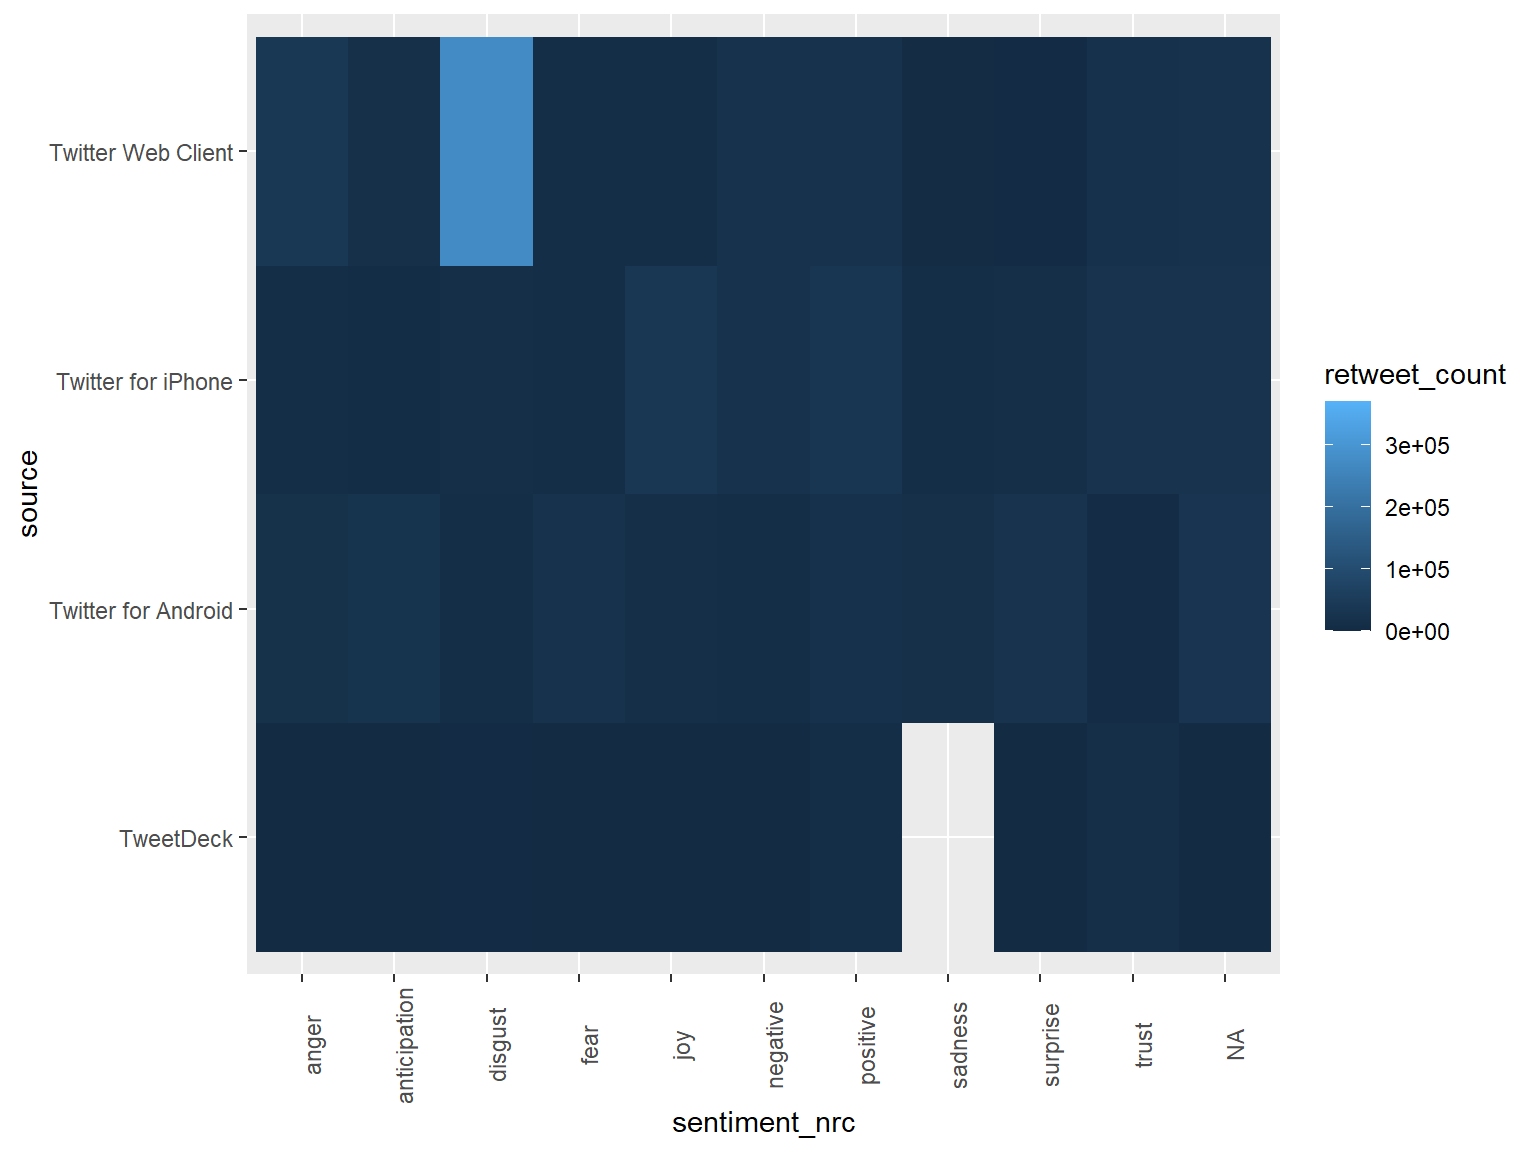 Twitter Web Client
Twitter for iPhone
Twitter for Android
TweetDeck
source
anger
anticipation
disgust
fear
joy
negative
positive
sadness
surprise
trust
NA
sentiment_nrc
retweet_count
3e+05
2e+05
1e+05
0e+00